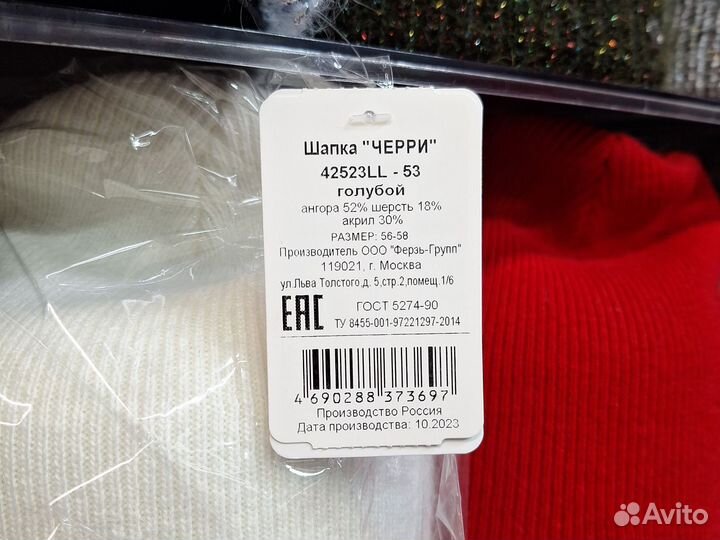 Шапка "ЧЕРРИ"
42523LL - 53
голубой
ангора 52% шерсть 18%
акрил 30%
РАЗМЕР: 56-58
Производитель ООО "Ферзь-Групп"
119021, г. Москва
ул.Льва Толстого,д. 5,стр.2,помещ.1/6
ЕАС
ГОСТ 5274-90
ТУ 8455-001-97221297-2014
4 690288 373697
Производство Россия
Дата производства: 10.2023
Avito